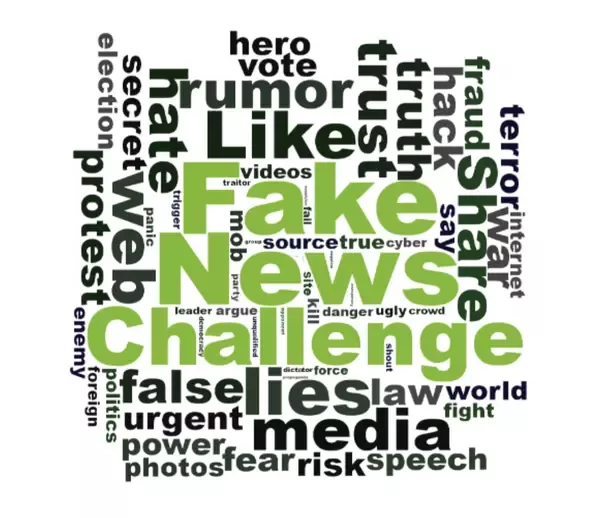 hero
vote
election
secret
hate
rumor
trust
truth
hack
fraud
terror
Like
videos
traitor
Fake
fall
protest
web
panic
trigger
mob
group
source
true
cyber
say
Share
war
internet
News
party
site
kill
leader
argue
danger
ugly
crowd
democracy
unqualified
enemy
Challenge
shout
dictator
force
propaganda
foreign
politics
false
lies
law
world
fight
urgent
media
power
photos
fear
risk
speech